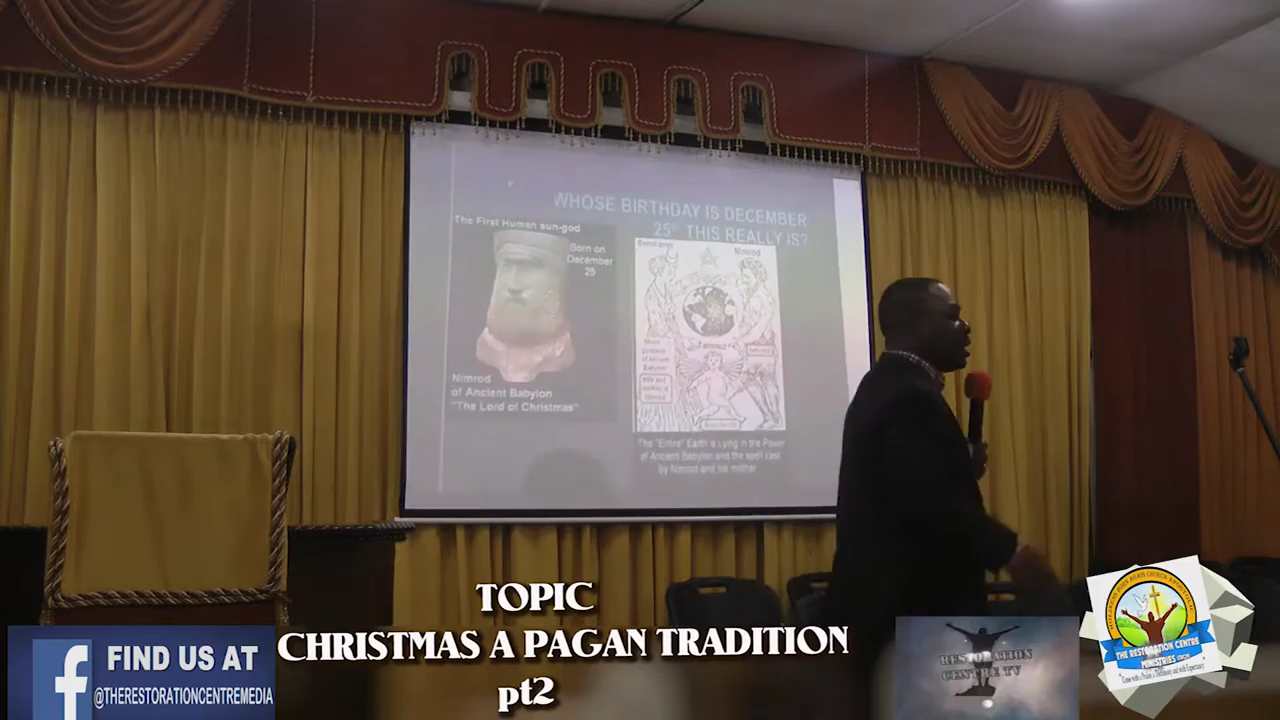 WHOSE BIRTHDAY IS DECEMBER
25th THIS REALLY IS?
The First Human sun-god
Born on
December
25
Nimrod
of Ancient Babylon
"The Lord of Christmas"
Semiramis
Nimrod
The "Entire" Earth is Lying in the Power
of Ancient Babylon and the spell cast
by Nimrod and his mother
TOPIC
CHRISTMAS A PAGAN TRADITION
pt2
f
FIND US AT
@THERESTORATIONCENTREMEDIA
RESTORATION
CENTRE TV
THE RESTORATION CENTRE
MINISTRIES